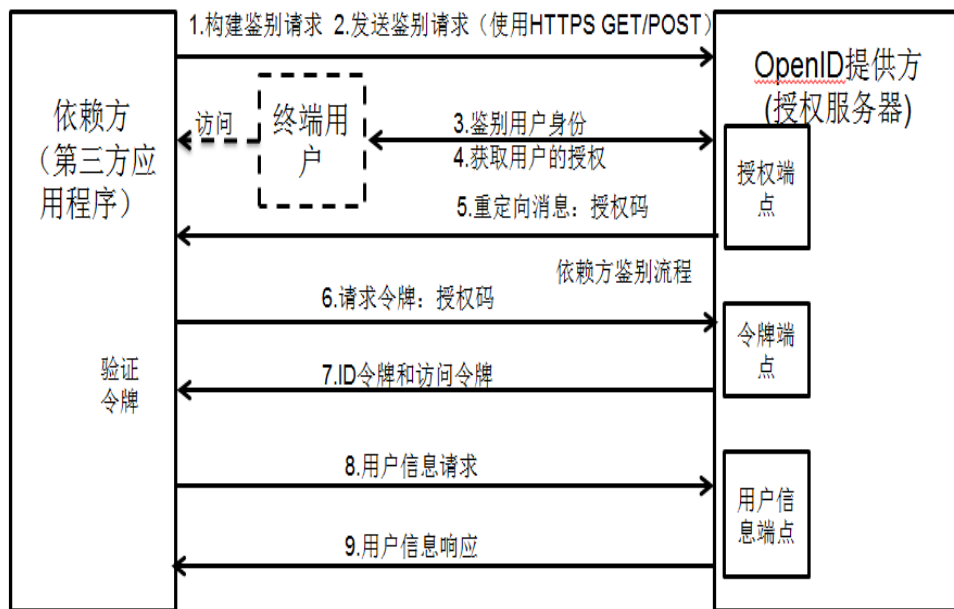 1.构建鉴别请求 2.发送鉴别请求（使用HTTPS GET/POST）
OpenID提供方
(授权服务器)
依赖方
（第三方应
用程序）
访问
终端用
户
3.鉴别用户身份
4.获取用户的授权
授权端
点
5.重定向消息：授权码
依赖方鉴别流程
6.请求令牌：授权码
令牌端
点
验证
令牌
7.ID令牌和访问令牌
8.用户信息请求
用户信
息端点
9.用户信息响应